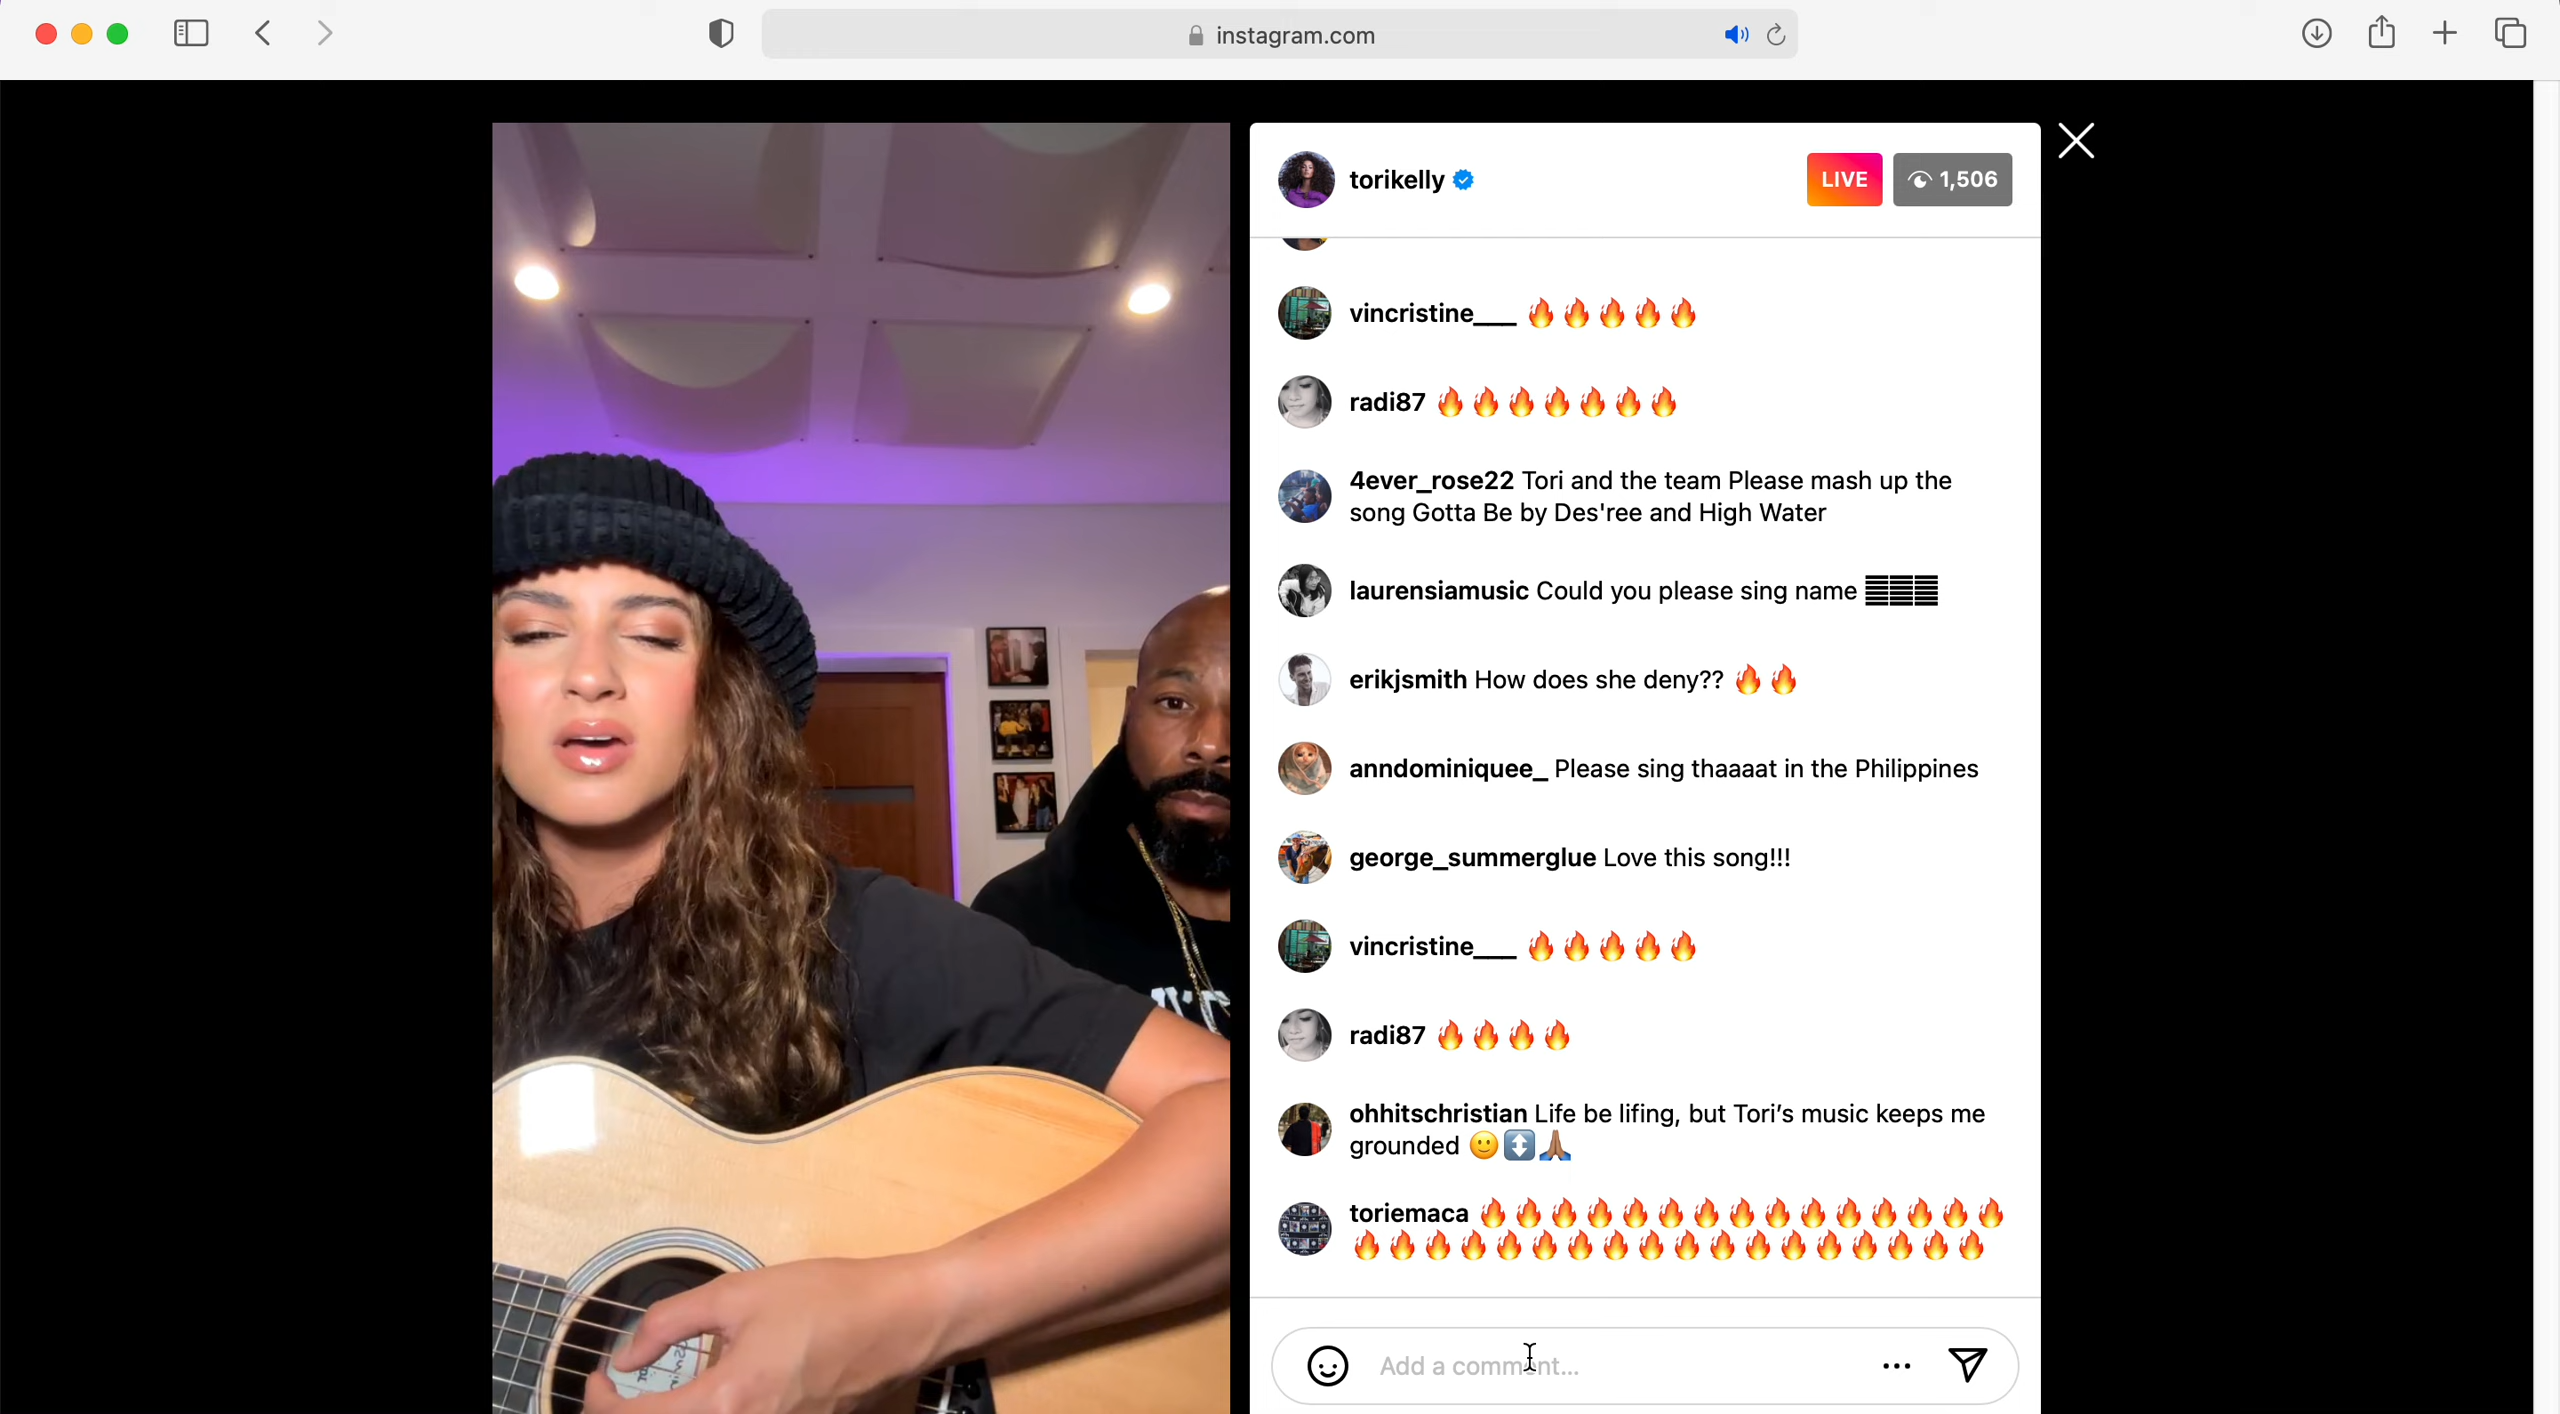 instagram.com
torikelly
LIVE
1,506
vincristine___ 🔥🔥🔥🔥🔥
radi87 🔥🔥🔥🔥🔥🔥🔥
4ever_rose22 Tori and the team Please mash up the
song Gotta Be by Des'ree and High Water
laurensiamusic Could you please sing name
erikjsmith How does she deny?? 🔥🔥
anndominiquee_ Please sing thaaaat in the Philippines
george_summerglue Love this song!!!
vincristine___ 🔥🔥🔥🔥🔥
radi87 🔥🔥🔥🔥
ohhitschristian Life be lifing, but Tori’s music keeps me
grounded 🙂↕️🙏🏽
toriemaca 🔥🔥🔥🔥🔥🔥🔥🔥🔥🔥🔥🔥🔥🔥🔥
🔥🔥🔥🔥🔥🔥🔥🔥🔥🔥🔥🔥🔥🔥🔥🔥🔥🔥
Add a comment...